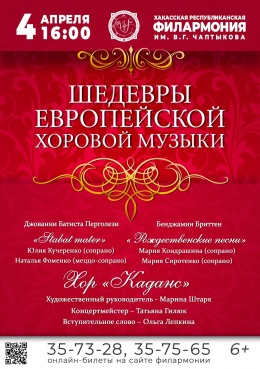 4 АПРЕЛЯ
16:00
ХАКАССКАЯ РЕСПУБЛИКАНСКАЯ
ФИЛАРМОНИЯ
ИМ. В.Г. ЧАПТЫКОВА
ШЕДЕВРЫ
ЕВРОПЕЙСКОЙ
ХОРОВОЙ МУЗЫКИ
Джованни Батиста Перголези
«Stabat mater»
Юлия Кучеренко (сопрано)
Наталья Фоменко (меццо-сопрано)
Бенджамин Бриттен
« Рождественские песни»
Мария Кондрашина (сопрано)
Мария Сиротенко (сопрано)
Хор «Каданс»
Художественный руководитель - Марина Штарк
Концертмейстер – Татьяна Гилюк
Вступительное слово – Ольга Лепкина
35-73-28, 35-75-65 6+
онлайн-билеты на сайте филармонии